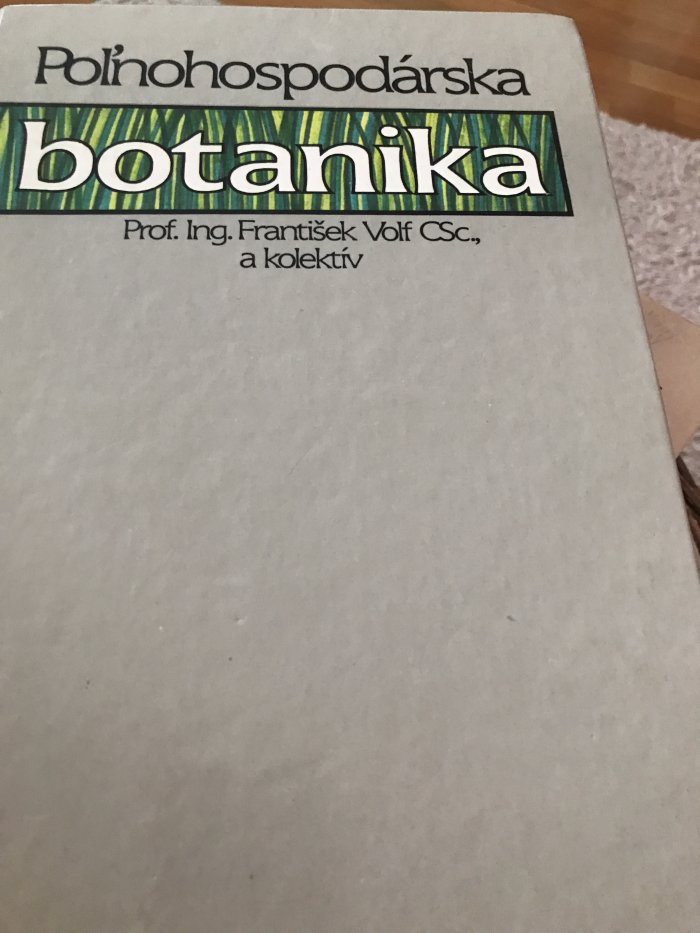 Poľnohospodárska
botanika
Prof. Ing. František Volf CSc.,
a kolektív